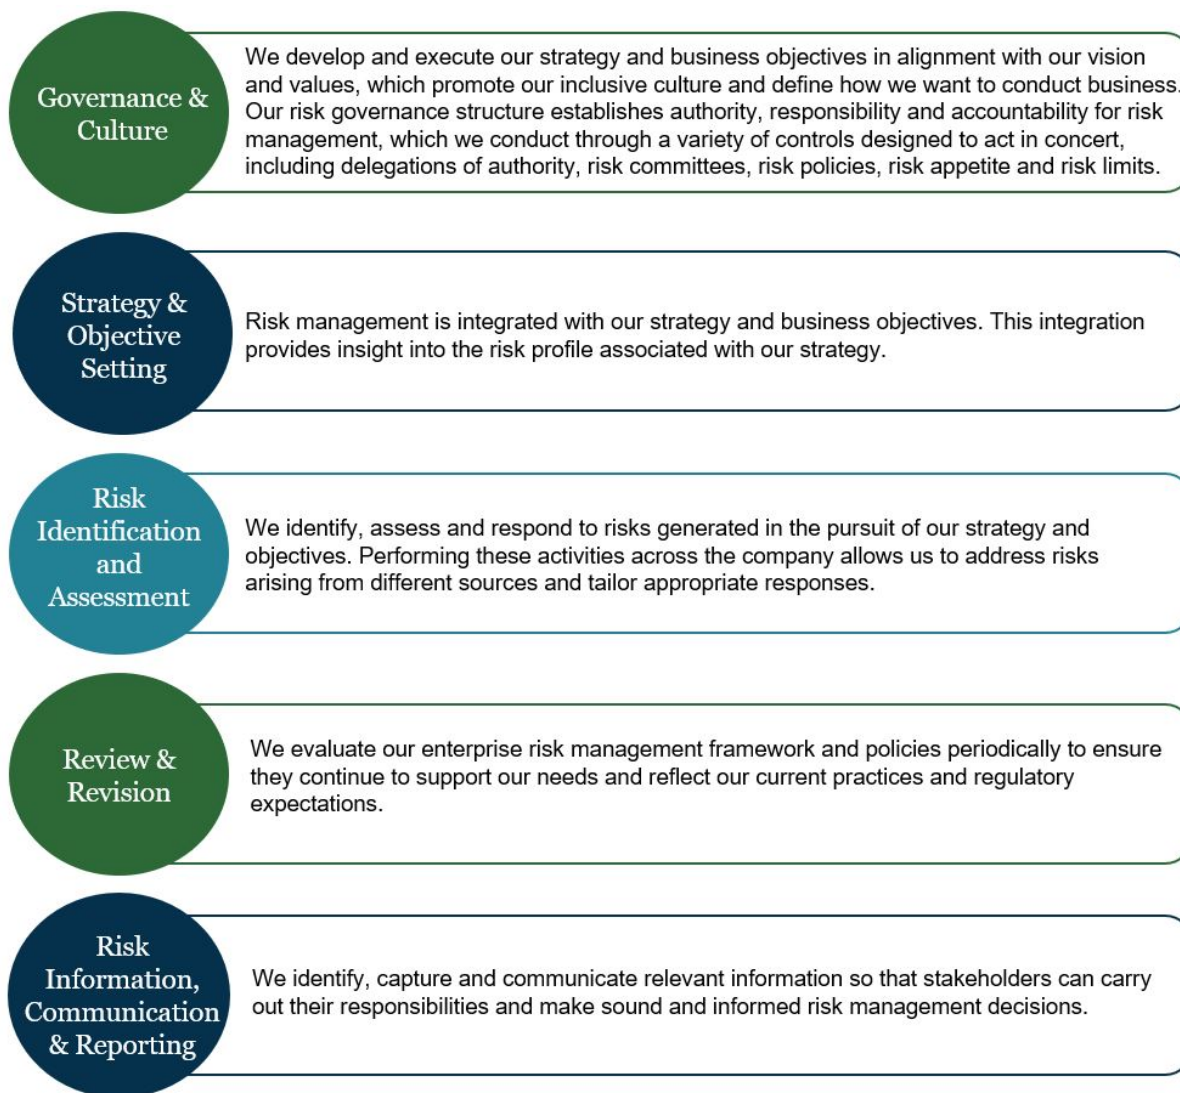 Governance &
Culture
We develop and execute our strategy and business objectives in alignment with our vision
and values, which promote our inclusive culture and define how we want to conduct business.
Our risk governance structure establishes authority, responsibility and accountability for risk
management, which we conduct through a variety of controls designed to act in concert,
including delegations of authority, risk committees, risk policies, risk appetite and risk limits.
Strategy &
Objective
Setting
Risk management is integrated with our strategy and business objectives. This integration
provides insight into the risk profile associated with our strategy.
Risk
Identification
and
Assessment
We identify, assess and respond to risks generated in the pursuit of our strategy and
objectives. Performing these activities across the company allows us to address risks
arising from different sources and tailor appropriate responses.
Review &
Revision
We evaluate our enterprise risk management framework and policies periodically to ensure
they continue to support our needs and reflect our current practices and regulatory
expectations.
Risk
Information,
Communication
& Reporting
We identify, capture and communicate relevant information so that stakeholders can carry
out their responsibilities and make sound and informed risk management decisions.